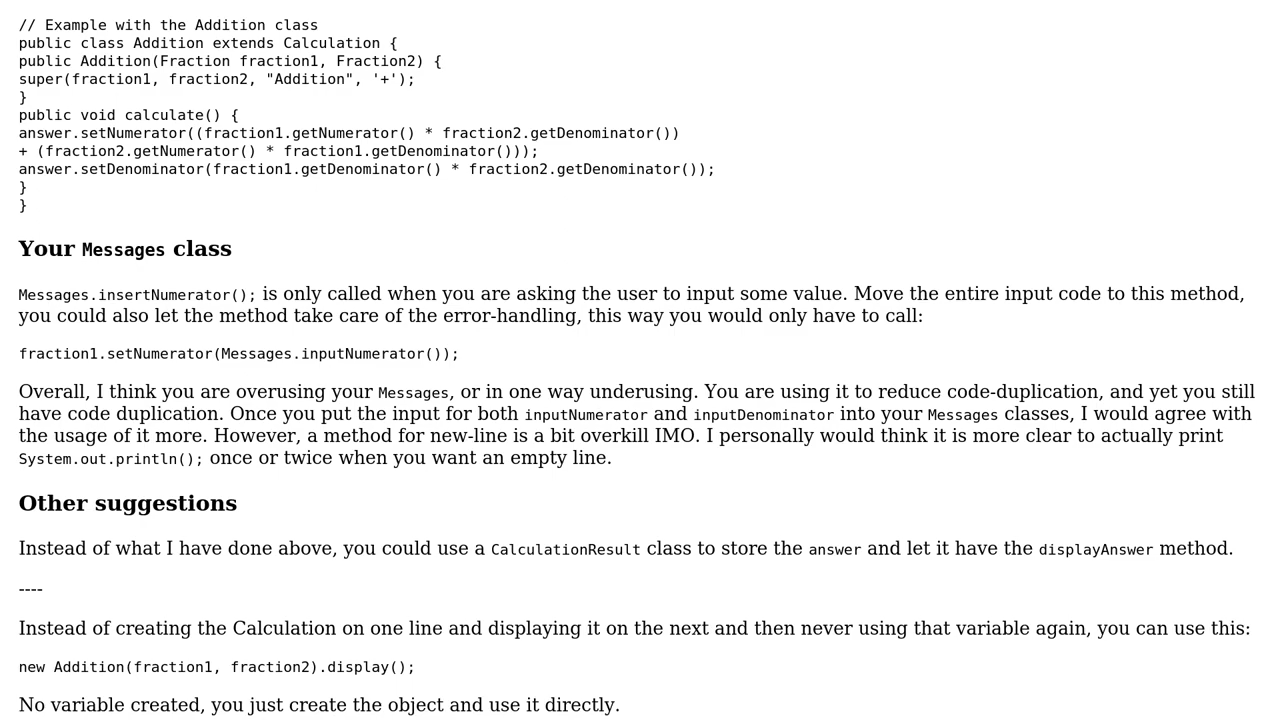 // Example with the Addition class
public class Addition extends Calculation {
public Addition(Fraction fraction1, Fraction2) {
super(fraction1, fraction2, "Addition", '+');
}
public void calculate() {
answer.setNumerator((fraction1.getNumerator() * fraction2.getDenominator())
+ (fraction2.getNumerator() * fraction1.getDenominator()));
answer.setDenominator(fraction1.getDenominator() * fraction2.getDenominator());
}
}
Your Messages class
Messages.insertNumerator(); is only called when you are asking the user to input some value. Move the entire input code to this method,
you could also let the method take care of the error-handling, this way you would only have to call:
fraction1.setNumerator(Messages.inputNumerator());
Overall, I think you are overusing your Messages, or in one way underusing. You are using it to reduce code-duplication, and yet you still
have code duplication. Once you put the input for both inputNumerator and inputDenominator into your Messages classes, I would agree with
the usage of it more. However, a method for new-line is a bit overkill IMO. I personally would think it is more clear to actually print
System.out.println(); once or twice when you want an empty line.
Other suggestions
Instead of what I have done above, you could use a CalculationResult class to store the answer and let it have the displayAnswer method.
----
Instead of creating the Calculation on one line and displaying it on the next and then never using that variable again, you can use this:
new Addition(fraction1, fraction2).display();
No variable created, you just create the object and use it directly.